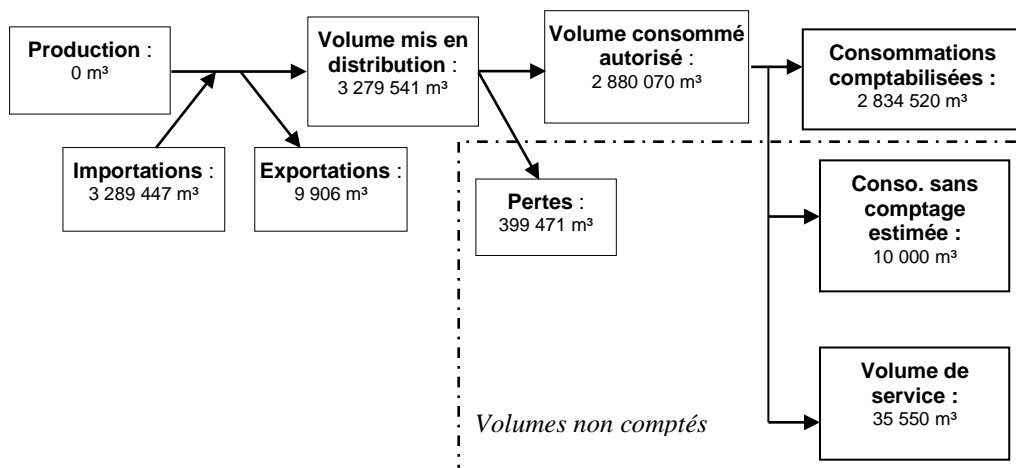 Production :
0 m³
Volume mis en
distribution :
3 279 541 m³
Volume consommé
autorisé :
2 880 070 m³
Consommations
comptabilisées :
2 834 520 m³
Importations :
3 289 447 m³
Exportations :
9 906 m³
Pertes :
399 471 m³
Conso. sans
comptage
estimée :
10 000 m³
Volume de
service :
35 550 m³
Volumes non comptés